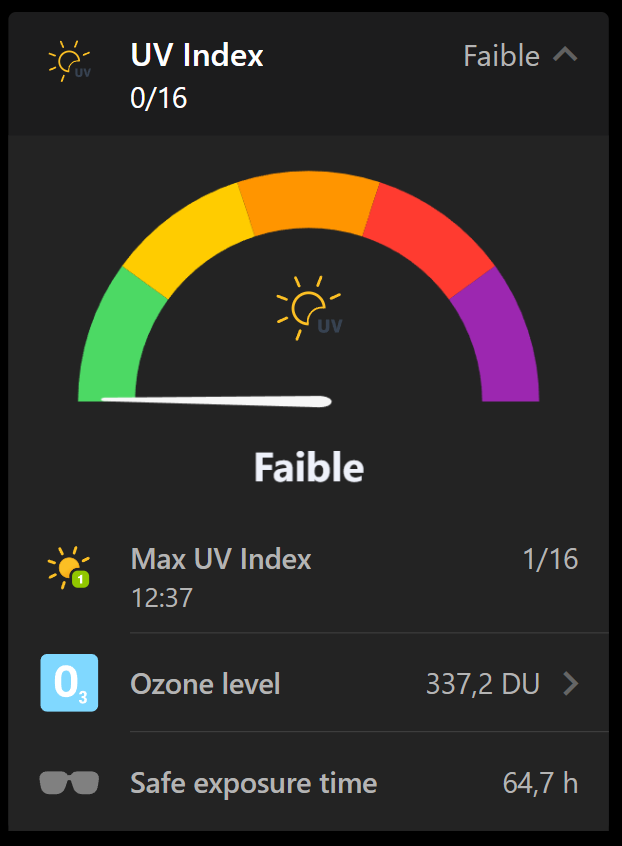 UV
UV Index
Faible
0/16
UV
Faible
1
Max UV Index
1/16
12:37
O3
Ozone level
337,2 DU
Safe exposure time
64,7 h